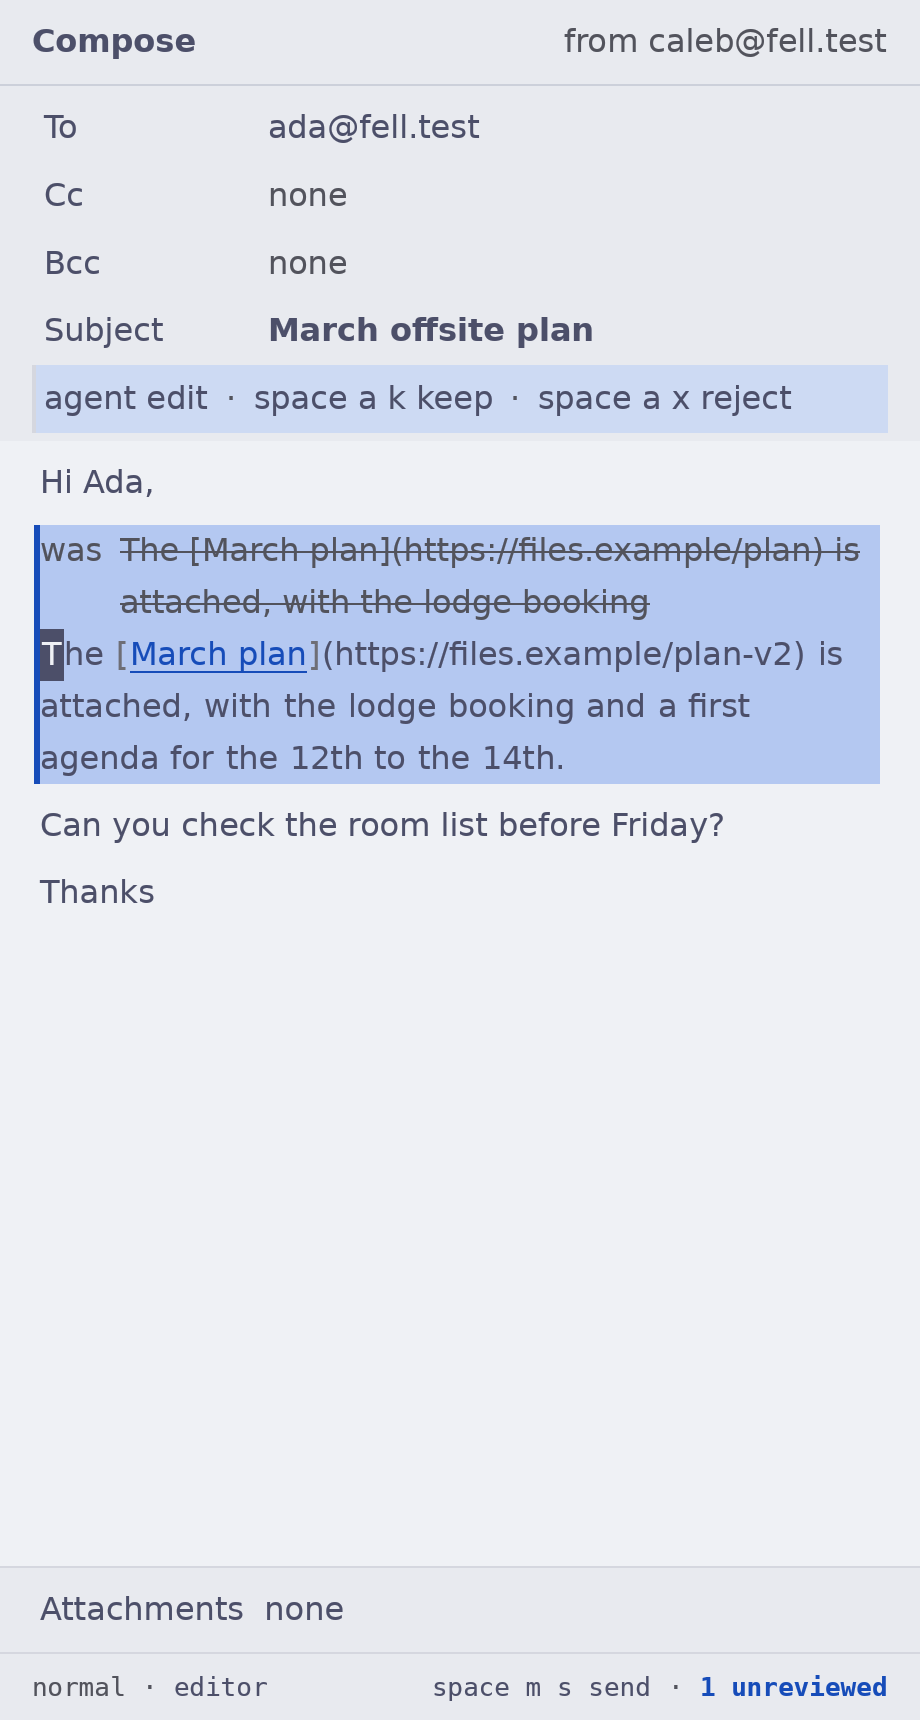 Compose from caleb@fell.test
To ada@fell.test
Cc none
Bcc none
Subject March offsite plan
agent edit · space a k keep · space a x reject
Hi Ada,
was The [March plan](https://files.example/plan) is
attached, with the lodge booking
The [March plan](https://files.example/plan-v2) is
attached, with the lodge booking and a first
agenda for the 12th to the 14th.
Can you check the room list before Friday?
Thanks
Attachments none
normal · editor space m s send · 1 unreviewed